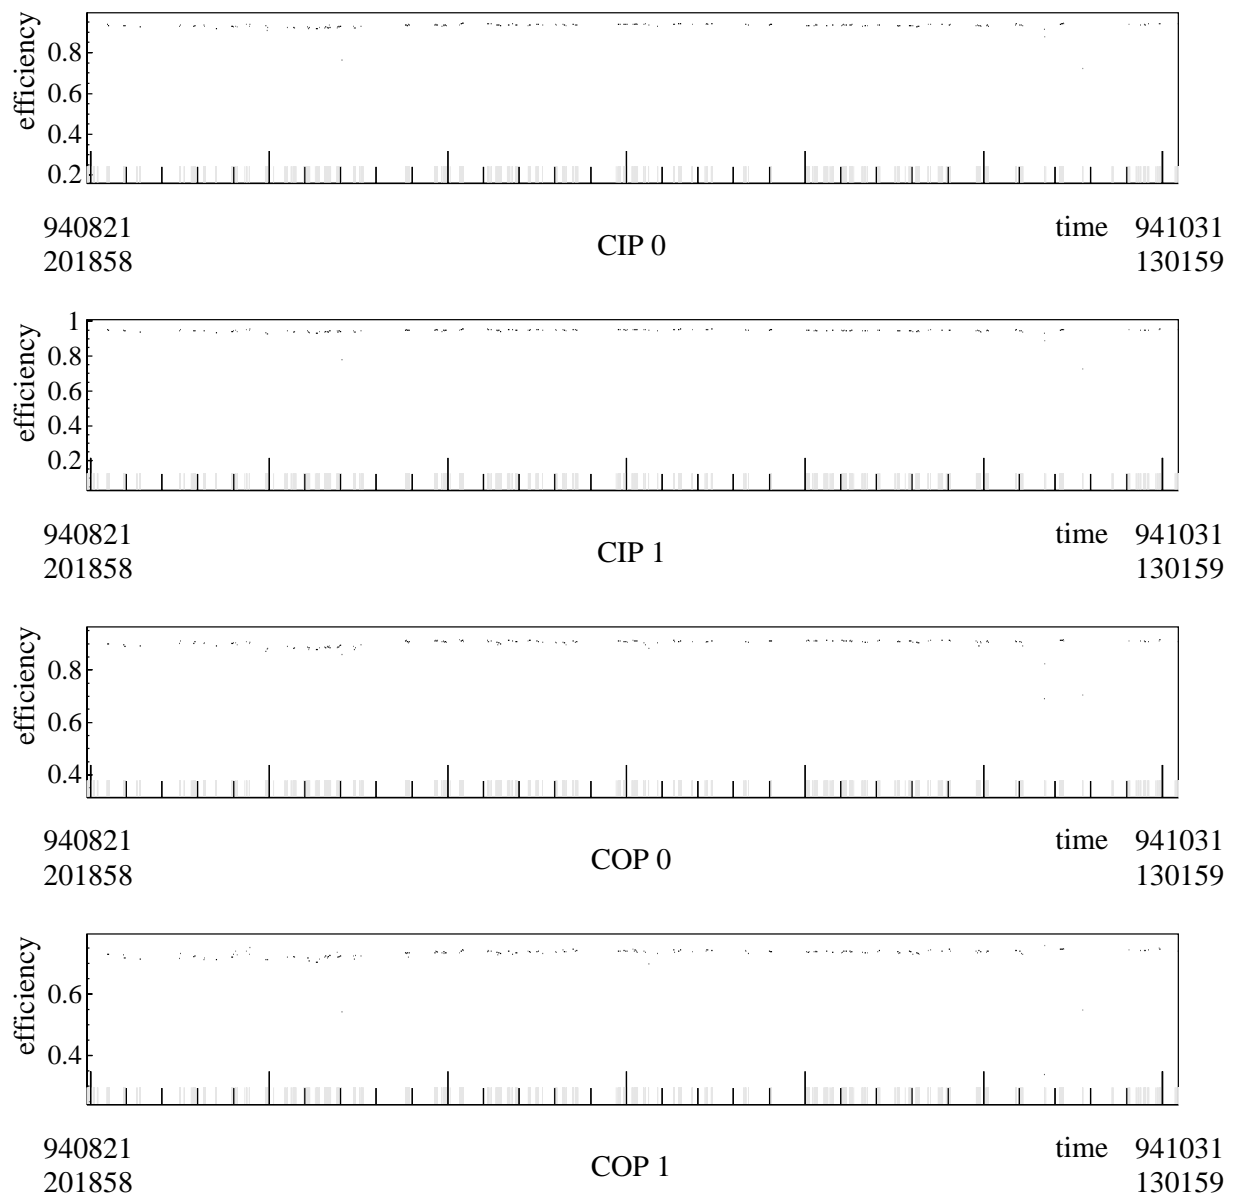 efficiency
0.8
0.6
0.4
0.2
940821 time 941031
201858 CIP 0 130159
efficiency
1
0.8
0.6
0.4
0.2
940821 time 941031
201858 CIP 1 130159
efficiency
0.8
0.6
0.4
940821 time 941031
201858 COP 0 130159
efficiency
0.6
0.4
940821 time 941031
201858 COP 1 130159